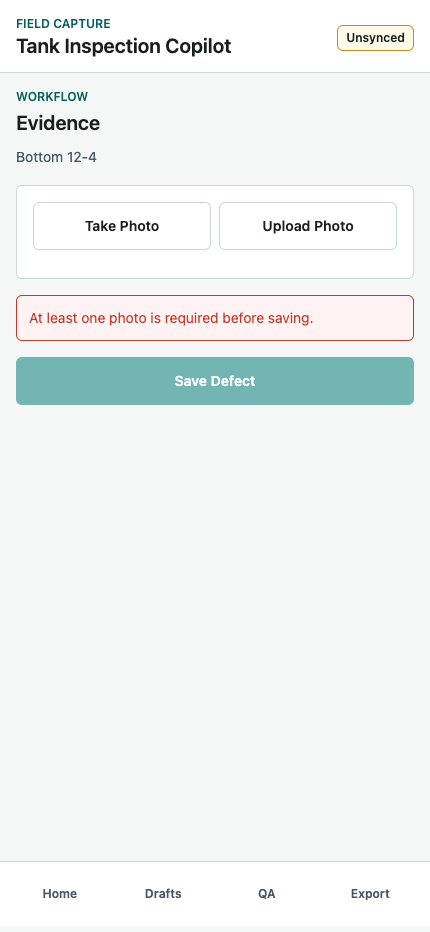 FIELD CAPTURE
Tank Inspection Copilot
Unsynced
WORKFLOW
Evidence
Bottom 12-4
Take Photo
Upload Photo
At least one photo is required before saving.
Save Defect
Home
Drafts
QA
Export